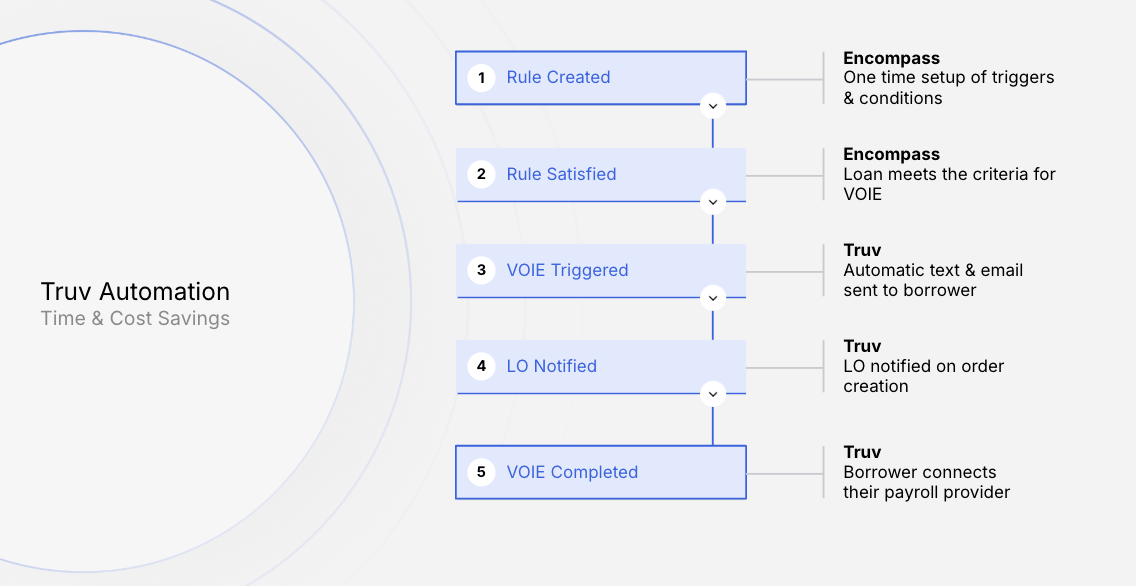 Truv Automation
Time & Cost Savings
1 Rule Created
Encompass
One time setup of triggers
& conditions
2 Rule Satisfied
Encompass
Loan meets the criteria for
VOIE
3 VOIE Triggered
Truv
Automatic text & email
sent to borrower
4 LO Notified
Truv
LO notified on order
creation
5 VOIE Completed
Truv
Borrower connects
their payroll provider